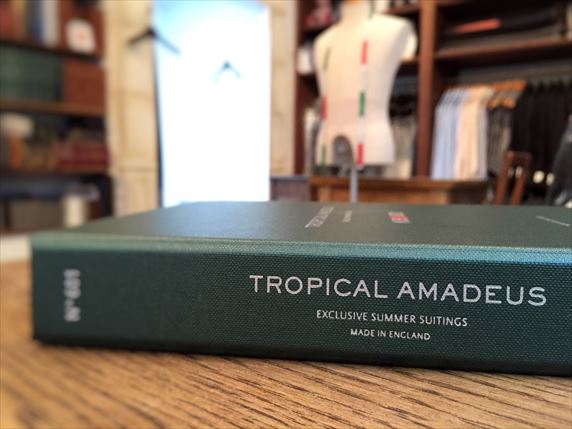 TROPICAL AMADEUS
EXCLUSIVE SUMMER SUITINGS
MADE IN ENGLAND